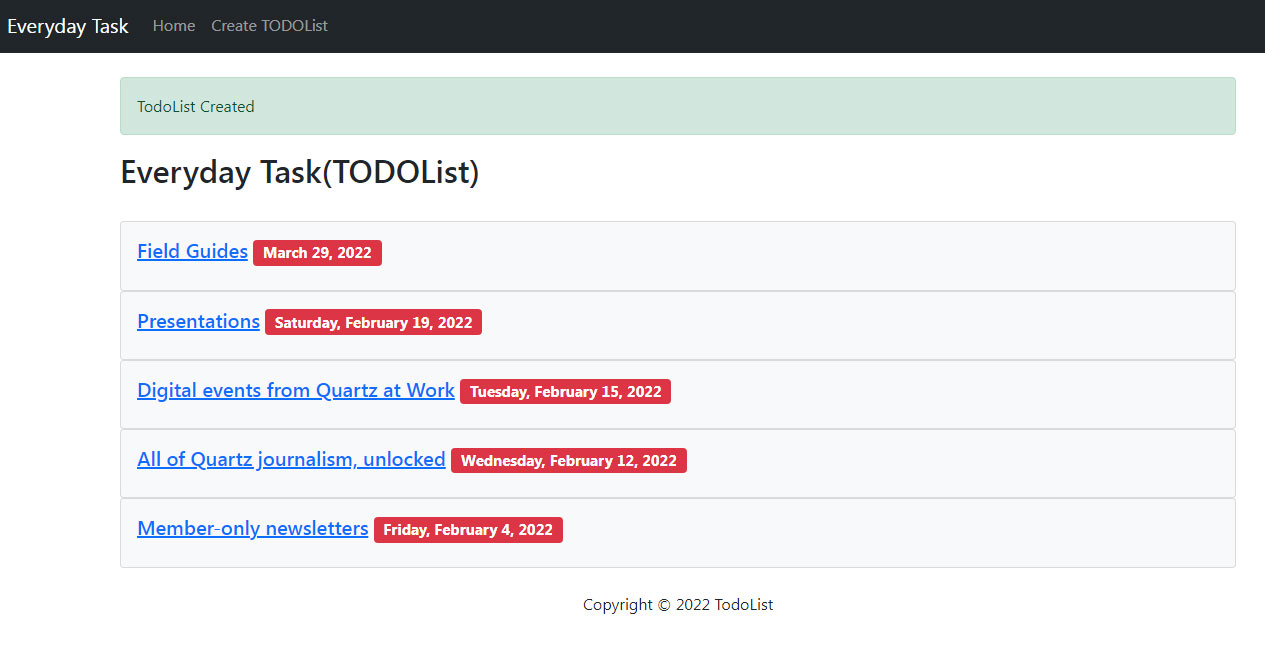 Everyday Task Home Create TODOList
TodoList Created
Everyday Task(TODOList)
Field Guides March 29, 2022
Presentations Saturday, February 19, 2022
Digital events from Quartz at Work Tuesday, February 15, 2022
All of Quartz journalism, unlocked Wednesday, February 12, 2022
Member-only newsletters Friday, February 4, 2022
Copyright © 2022 TodoList